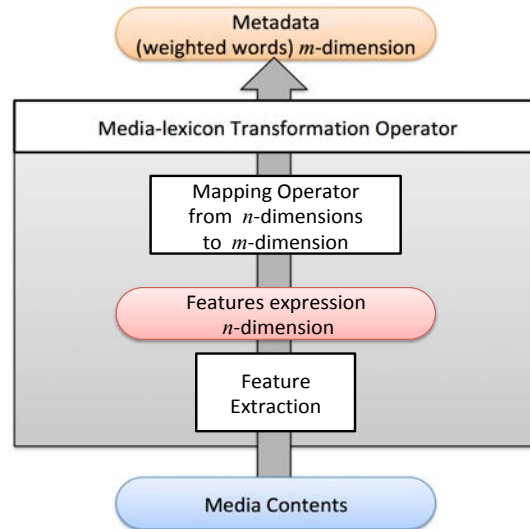 Metadata
(weighted words) m-dimension
Media-lexicon Transformation Operator
Mapping Operator
from n-dimensions
to m-dimension
Features expression
n-dimension
Feature
Extraction
Media Contents